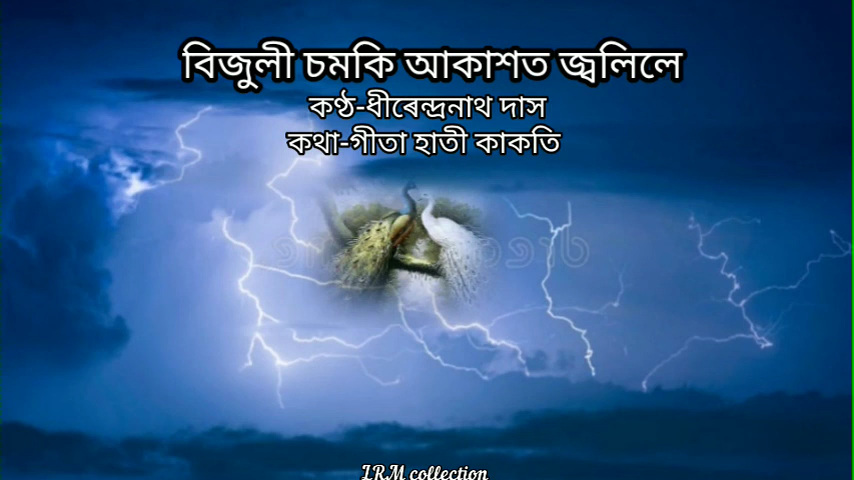 বিজুলী চমকি আকাশত জ্বলিলে
কণ্ঠ-ধীৰেন্দ্ৰনাথ দাস
কথা-গীতা হাতী কাকতি
IRM collection